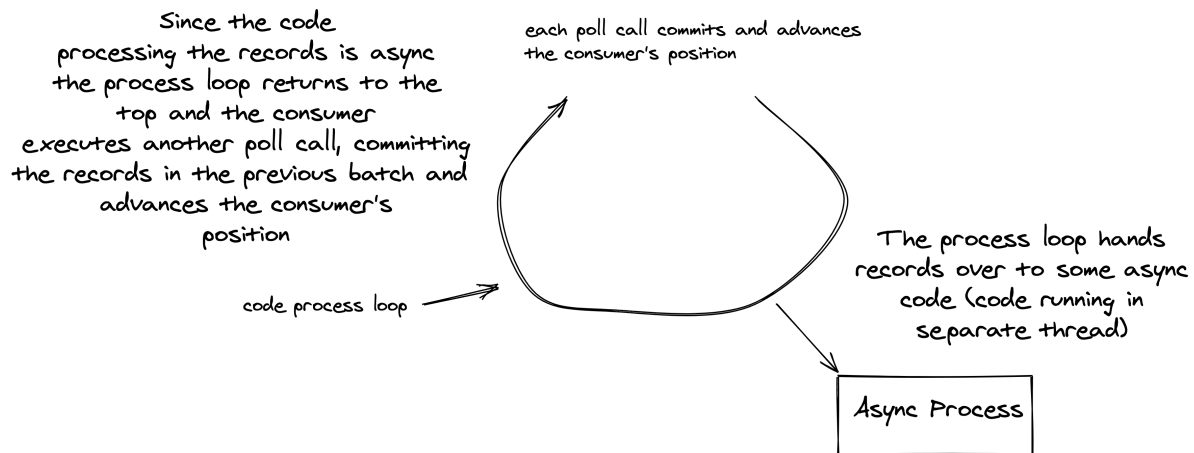 Since the code
processing the records is async
the process loop returns to the
top and the consumer
executes another poll call, committing
the records in the previous batch and
advances the consumer's
position
each poll call commits and advances
the consumer's position
code process loop
The process loop hands
records over to some async
code (code running in
separate thread)
Async Process